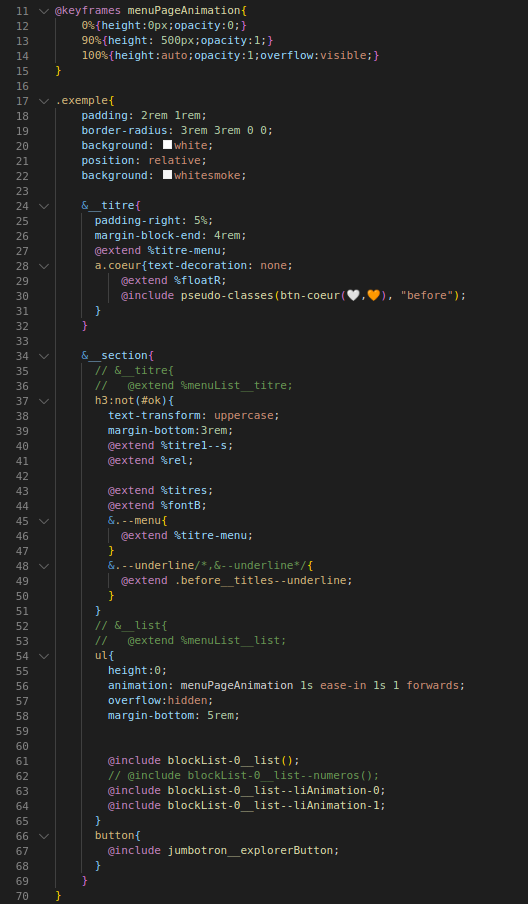 11 @keyframes menuPageAnimation{
12     0%{height:0px;opacity:0;}
13     90%{height: 500px;opacity:1;}
14     100%{height:auto;opacity:1;overflow:visible;}
15 }
16
17 .exemple{
18     padding: 2rem 1rem;
19     border-radius: 3rem 3rem 0 0;
20     background: white;
21     position: relative;
22     background: whitesmoke;
23
24     &__titre{
25       padding-right: 5%;
26       margin-block-end: 4rem;
27       @extend %titre-menu;
28       a.coeur{text-decoration: none;
29           @extend %floatR;
30           @include pseudo-classes(btn-coeur(🤍,🧡), "before");
31       }
32     }
33
34     &__section{
35       // &__titre{
36       //   @extend %menuList__titre;
37       h3:not(#ok){
38         text-transform: uppercase;
39         margin-bottom:3rem;
40         @extend %titre1--s;
41         @extend %rel;
42
43         @extend %titres;
44         @extend %fontB;
45         &.--menu{
46           @extend %titre-menu;
47         }
48         &.--underline/*,&--underline*/{
49           @extend .before__titles--underline;
50         }
51       }
52       // &__list{
53       //   @extend %menuList__list;
54       ul{
55         height:0;
56         animation: menuPageAnimation 1s ease-in 1s 1 forwards;
57         overflow:hidden;
58         margin-bottom: 5rem;
59
60
61         @include blockList-0__list();
62         // @include blockList-0__list--numeros();
63         @include blockList-0__list--liAnimation-0;
64         @include blockList-0__list--liAnimation-1;
65       }
66       button{
67         @include jumbotron__explorerButton;
68       }
69     }
70 }